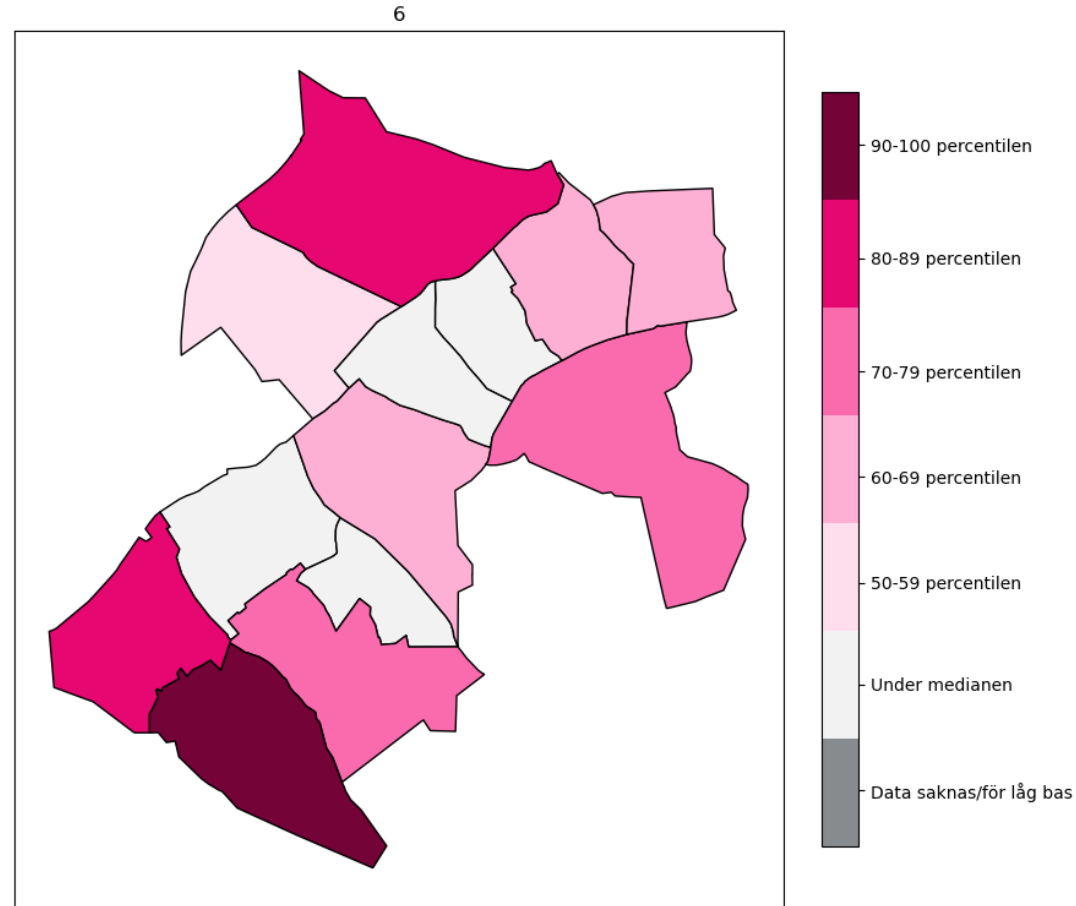 6
90-100 percentilen
80-89 percentilen
70-79 percentilen
60-69 percentilen
50-59 percentilen
Under medianen
Data saknas/för låg bas